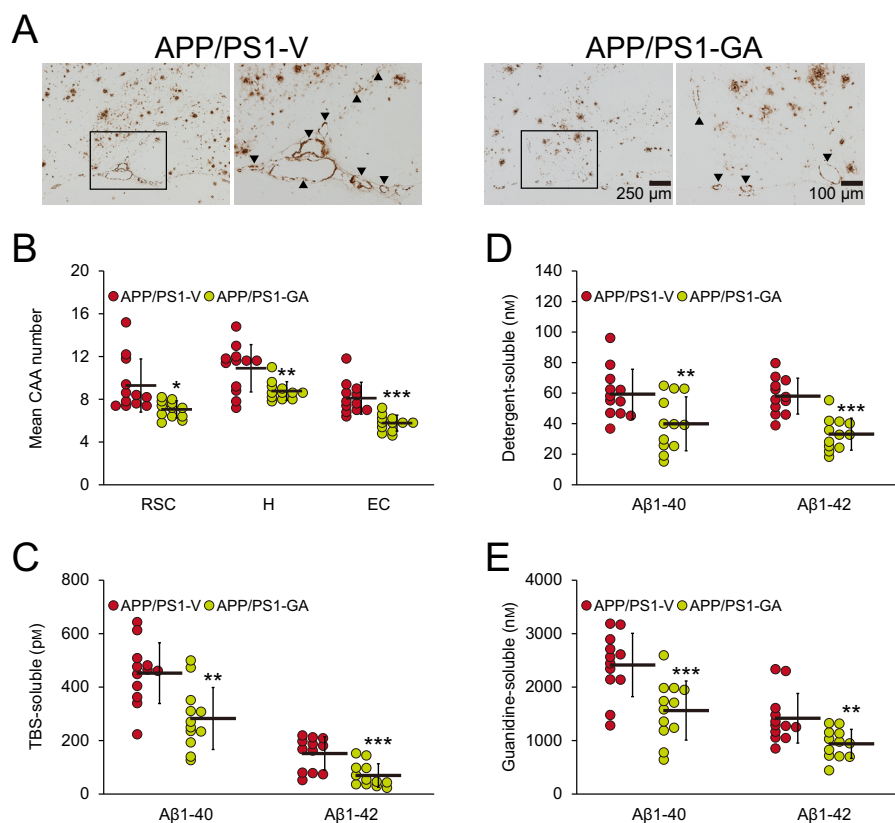 A
APP/PS1-V
APP/PS1-GA
250 µm
100 µm
B
20
16
12
8
4
0
Mean CAA number
APP/PS1-V
APP/PS1-GA
*
**
***
RSC
H
EC
D
140
120
100
80
60
40
20
0
Detergent-soluble (nM)
APP/PS1-V
APP/PS1-GA
**
***
Aβ1-40
Aβ1-42
C
800
600
400
200
0
TBS-soluble (pM)
APP/PS1-V
APP/PS1-GA
**
***
Aβ1-40
Aβ1-42
E
4000
3000
2000
1000
0
Guanidine-soluble (nM)
APP/PS1-V
APP/PS1-GA
***
**
Aβ1-40
Aβ1-42